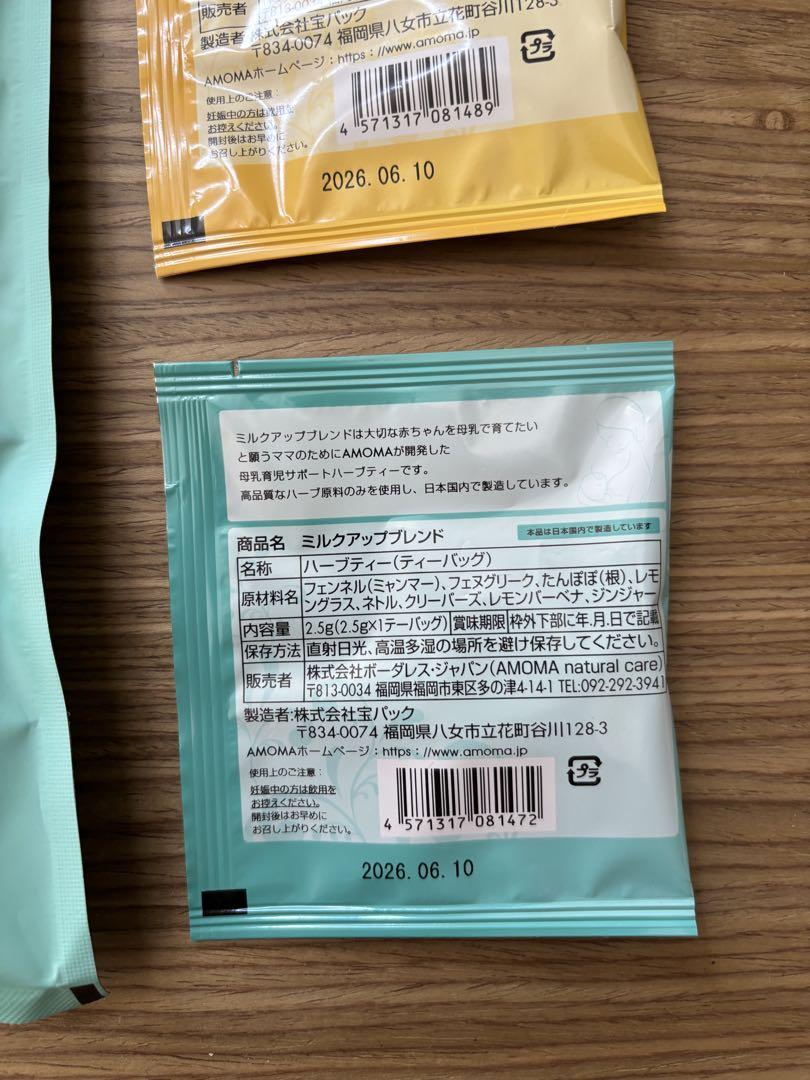 販売者
製造者:株式会社宝パック
〒834-0074 福岡県八女市立花町谷川128-3
AMOMAホームページ：https：//www.amoma.jp
使用上のご注意：
妊娠中の方は飲用を
お控えください。
開封後はお早めに
お召し上がりください。
プラ
4 571317 081489
2026.06.10
ミルクアップブレンドは大切な赤ちゃんを母乳で育てたい
と願うママのためにAMOMAが開発した
母乳育児サポートハーブティーです。
高品質なハーブ原料のみを使用し、日本国内で製造しています。
商品名 ミルクアップブレンド 本品は日本国内で製造しています
名称 ハーブティー(ティーバッグ)
原材料名 フェンネル(ミャンマー)、フェヌグリーク、たんぽぽ(根)、レモ
ングラス、ネトル、クリーバーズ、レモンバーベナ、ジンジャー
内容量 2.5g(2.5g×1テーバッグ) 賞味期限 枠外下部に年.月.日で記載
保存方法 直射日光、高温多湿の場所を避け保存してください。
販売者 株式会社ボーダレス・ジャパン(AMOMA natural care)
〒813-0034 福岡県福岡市東区多の津4-14-1 TEL:092-292-3941
製造者:株式会社宝パック
〒834-0074 福岡県八女市立花町谷川128-3
AMOMAホームページ：https：//www.amoma.jp
使用上のご注意：
妊娠中の方は飲用を
お控えください。
開封後はお早めに
お召し上がりください。
プラ
4 571317 081472
2026.06.10